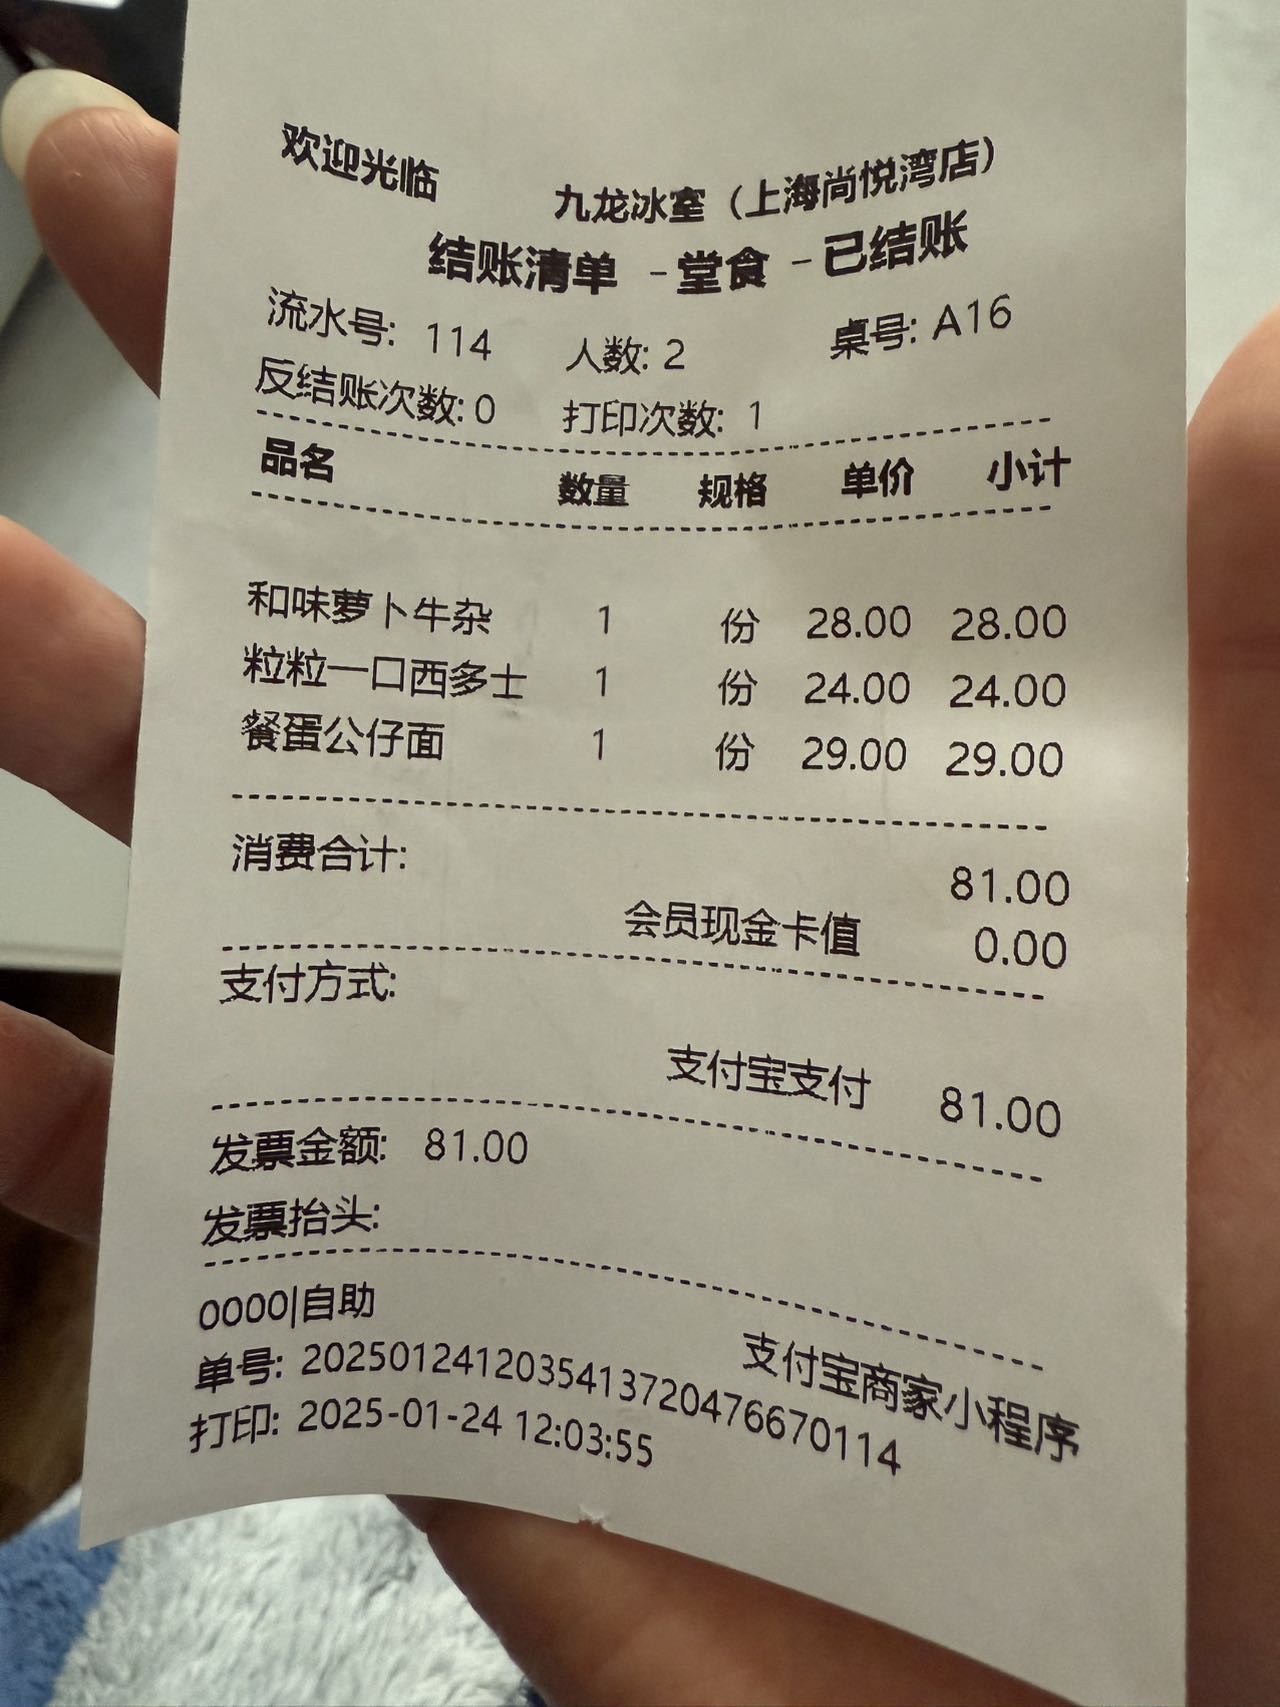 欢迎光临
九龙冰室（上海尚悦湾店）
结账清单 -堂食 -已结账
流水号: 114 人数: 2 桌号: A16
反结账次数: 0 打印次数: 1
品名 数量 规格 单价 小计
和味萝卜牛杂 1 份 28.00 28.00
粒粒一口西多士 1 份 24.00 24.00
餐蛋公仔面 1 份 29.00 29.00
消费合计: 81.00
会员现金卡值 0.00
支付方式:
支付宝支付 81.00
发票金额: 81.00
发票抬头:
0000|自助 支付宝商家小程序
单号: 2025012412035413720476670114
打印: 2025-01-24 12:03:55